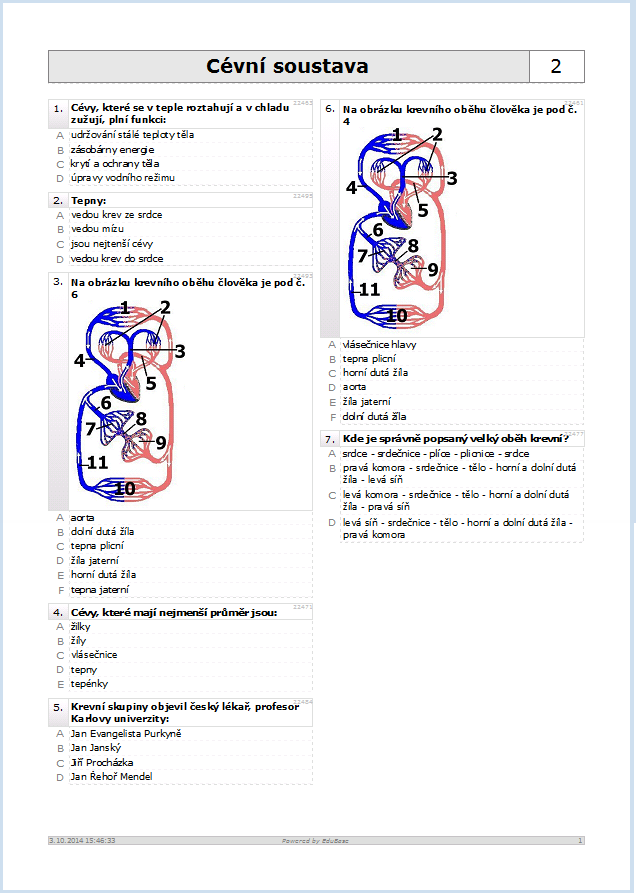 Cévní soustava
2
22463
1. Cévy, které se v teple roztahují a v chladu
zužují, plní funkci:
A udržování stálé teploty těla
B zásobárny energie
C krytí a ochrany těla
D úpravy vodního režimu
2. Tepny:
A vedou krev ze srdce
B vedou mízu
C jsou nejtenší cévy
D vedou krev do srdce
3. Na obrázku krevního oběhu člověka je pod č.
6
1
2
3
4
5
6
7
8
9
11
10
A aorta
B dolní dutá žíla
C tepna plicní
D žíla jaterní
E horní dutá žíla
F tepna jaterní
22471
4. Cévy, které mají nejmenší průměr jsou:
A žilky
B žíly
C vlásečnice
D tepny
E tepénky
5. Krevní skupiny objevil český lékař, profesor
Karlovy univerzity:
A Jan Evangelista Purkyně
B Jan Janský
C Jiří Procházka
D Jan Řehoř Mendel
6. Na obrázku krevního oběhu člověka je pod č.
4
1
2
3
4
5
6
7
8
9
11
10
A vlásečnice hlavy
B tepna plicní
C horní dutá žíla
D aorta
E žíla jaterní
F dolní dutá žíla
22477
7. Kde je správně popsaný velký oběh krevní?
A srdce - srdečnice - plíce - plicnice - srdce
B pravá komora - srdečnice - tělo - horní a dolní dutá
žíla - levá síň
C levá komora - srdečnice - tělo - horní a dolní dutá
žíla - pravá síň
D levá síň - srdečnice - tělo - horní a dolní dutá žíla -
pravá komora
3.10.2014 15:46:33
Powered by EduBase
1